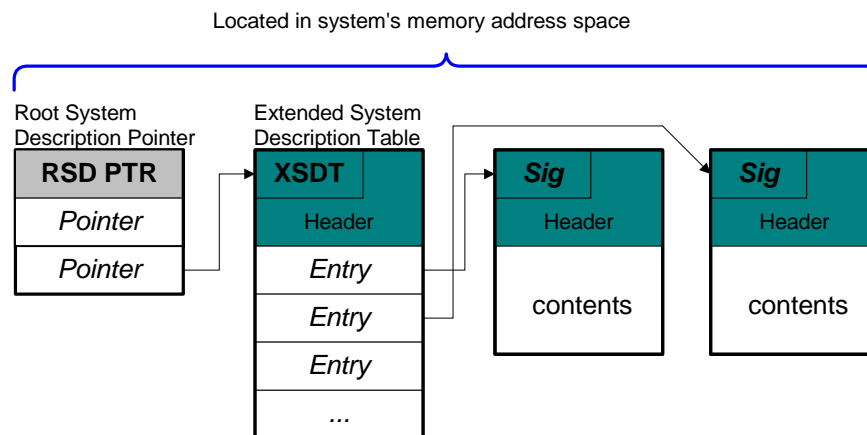 Located in system's memory address space
Root System
Description Pointer
RSD PTR
Pointer
Pointer
Extended System
Description Table
XSDT
Header
Entry
Entry
Entry
...
Sig
Header
contents
Sig
Header
contents